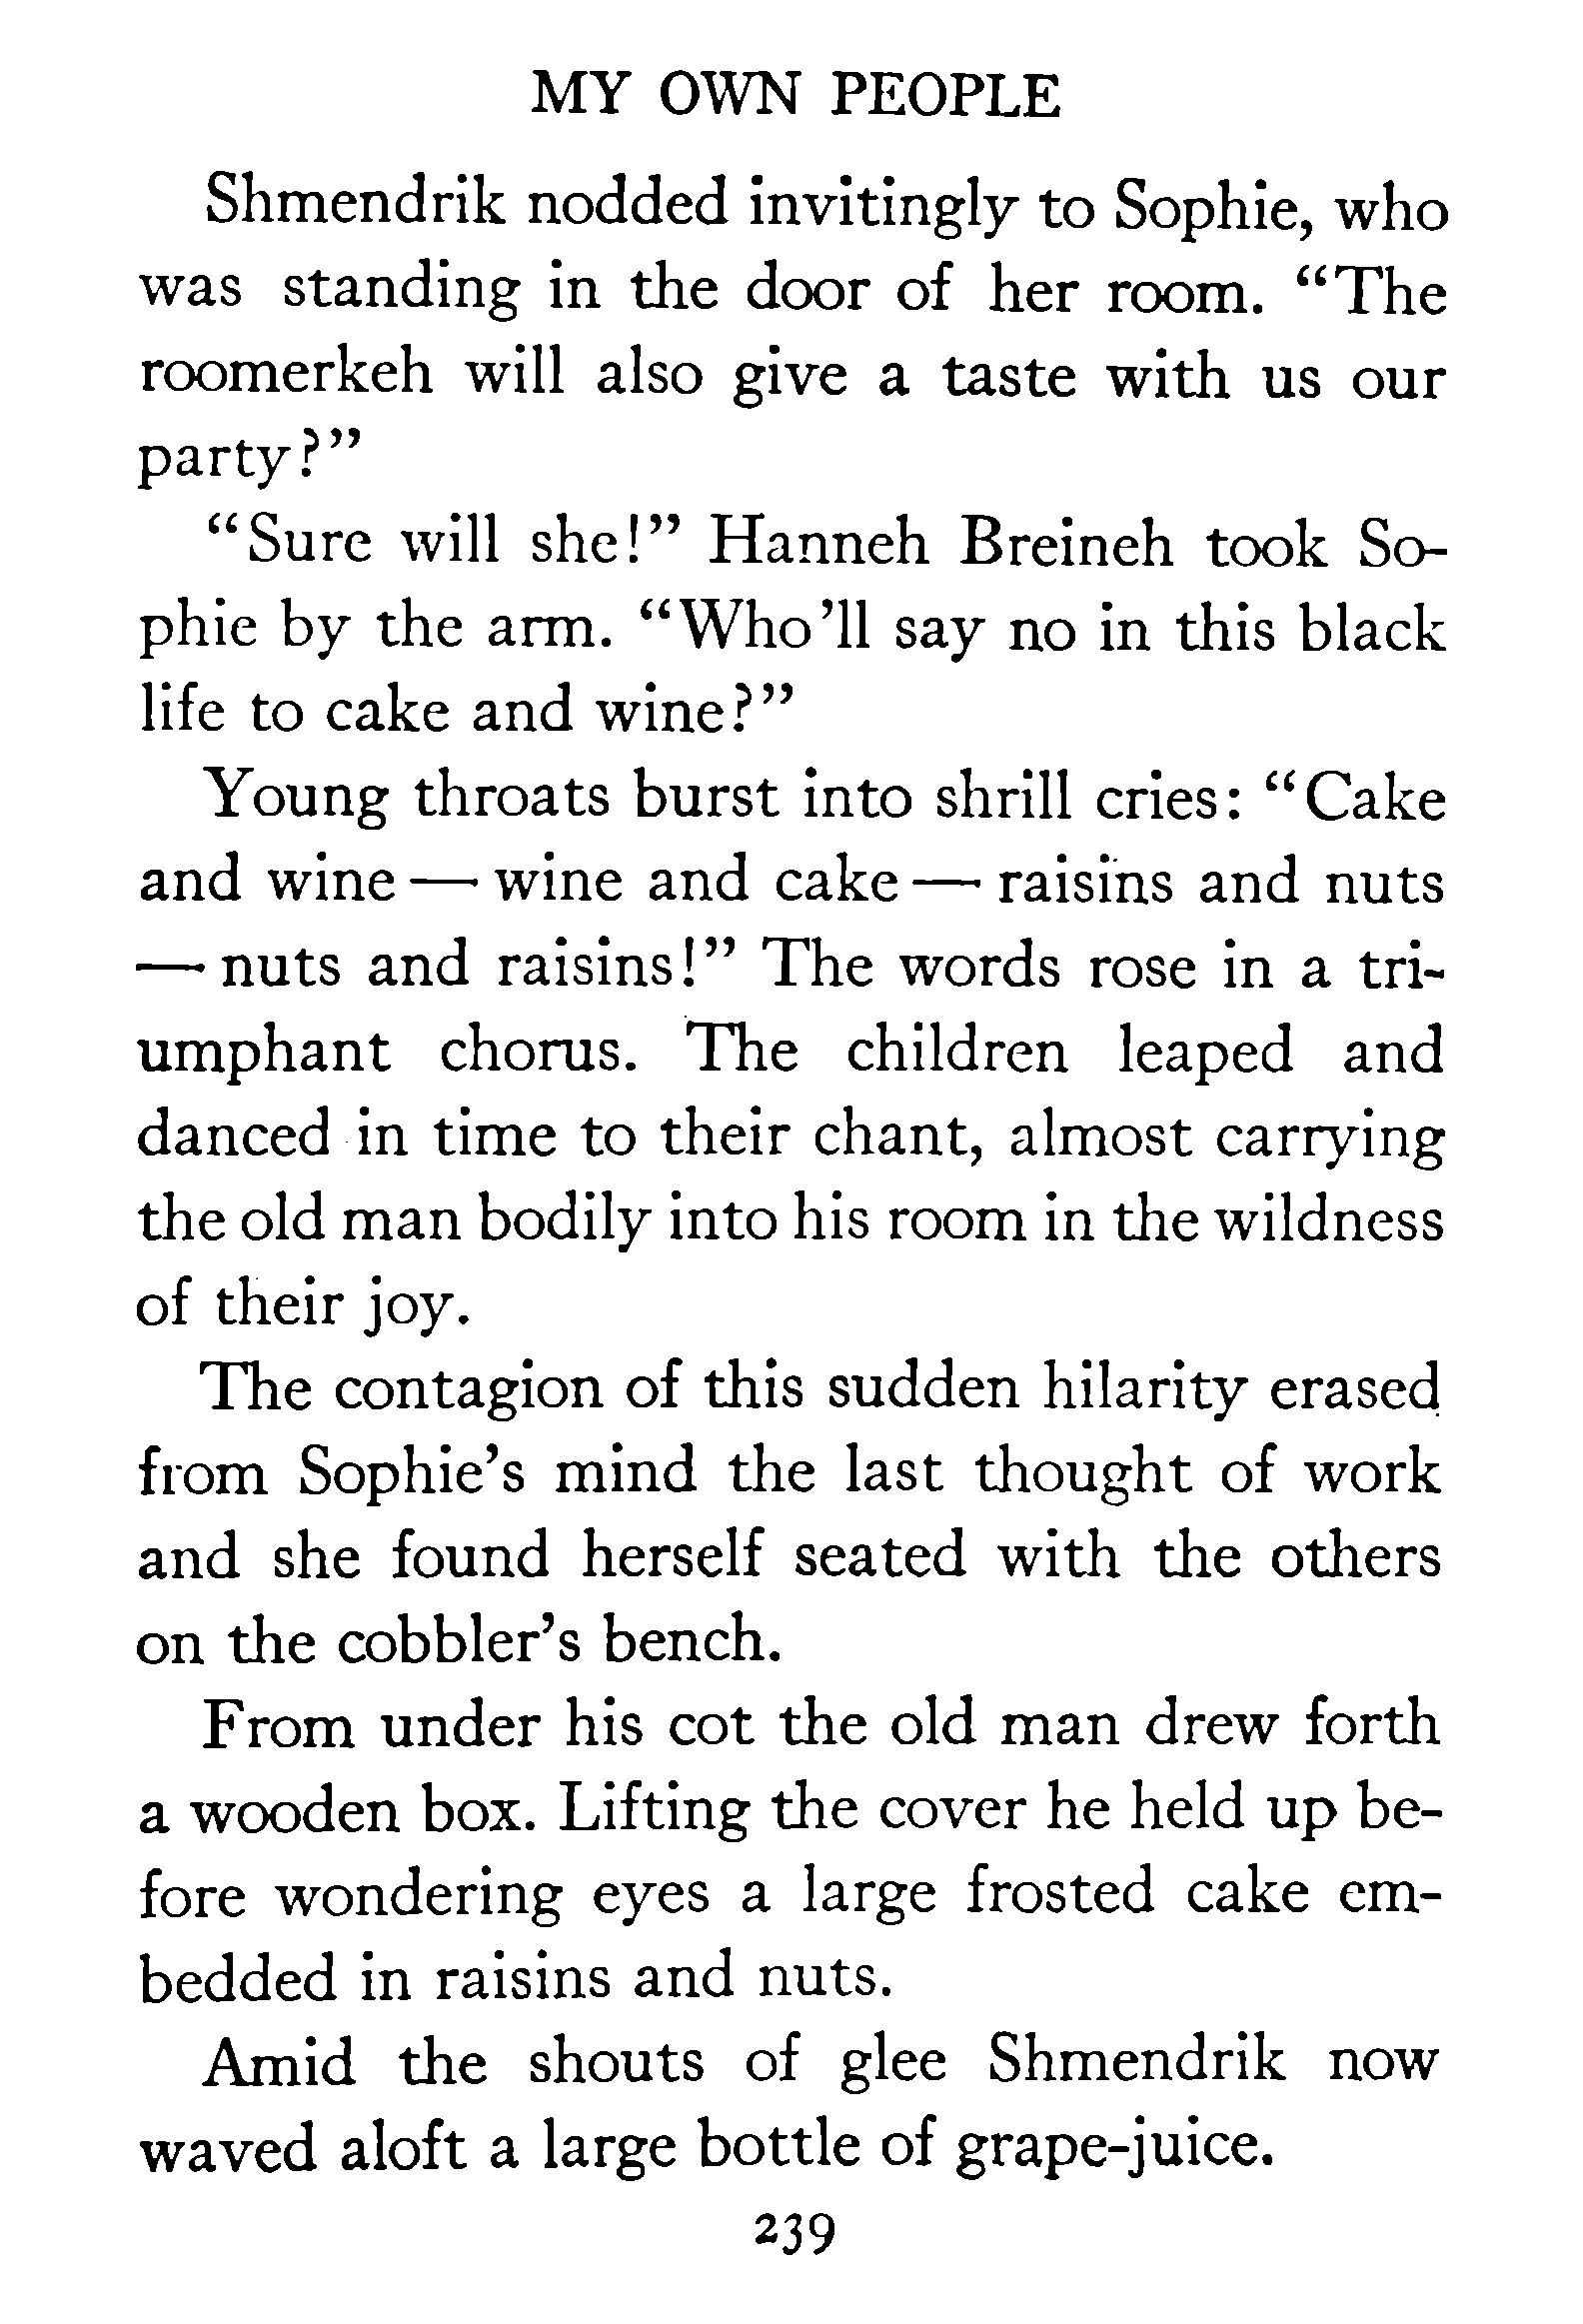 MY OWN PEOPLE
Shmendrik nodded invitingly to Sophie, who
was standing in the door of her room. “The
roomerkeh will also give a taste with us our
party?”
“Sure will she!” Hanneh Breineh took So-
phie by the arm. “Who’ll say no in this black
life to cake and wine?”
Young throats burst into shrill cries: “Cake
and wine — wine and cake — raisins and nuts
— nuts and raisins!” The words rose in a tri-
umphant chorus. The children leaped and
danced in time to their chant, almost carrying
the old man bodily into his room in the wildness
of their joy.
The contagion of this sudden hilarity erased
from Sophie’s mind the last thought of work
and she found herself seated with the others
on the cobbler’s bench.
From under his cot the old man drew forth
a wooden box. Lifting the cover he held up be-
fore wondering eyes a large frosted cake em-
bedded in raisins and nuts.
Amid the shouts of glee Shmendrik now
waved aloft a large bottle of grape-juice.
239